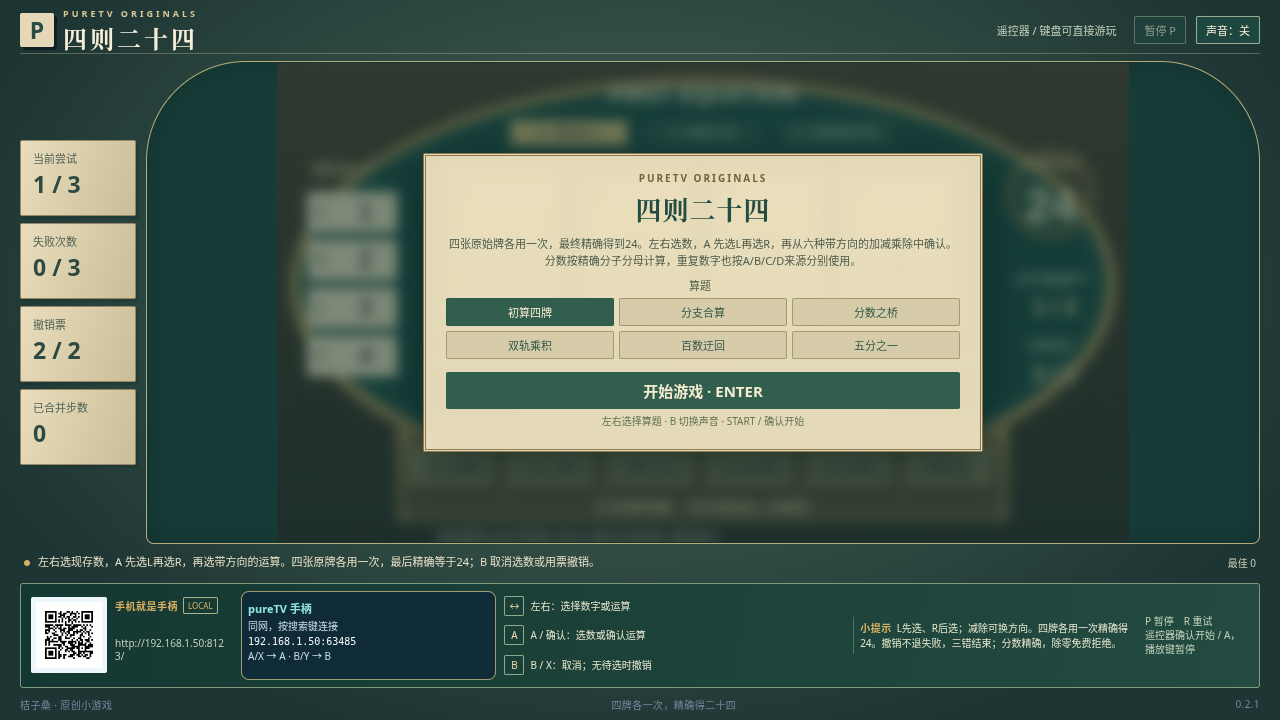 P
PURETV ORIGINALS
四则二十四
遥控器 / 键盘可直接游玩
暂停 P
声音：关
当前尝试
1 / 3
失败次数
0 / 3
撤销票
2 / 2
已合并步数
0
24
PURETV ORIGINALS
四则二十四
四张原始牌各用一次，最终精确得到24。左右选数，A 先选L再选R，再从六种带方向的加减乘除中确认。
分数按精确分子分母计算，重复数字也按A/B/C/D来源分别使用。
算题
初算四牌
分支合算
分数之桥
双轨乘积
百数迂回
五分之一
开始游戏 · ENTER
左右选择算题 · B 切换声音 · START / 确认开始
左右选现存数，A 先选L再选R，再选带方向的运算。四张原牌各用一次，最后精确等于24；B 取消选数或用票撤销。
最佳 0
手机就是手柄 LOCAL
http://192.168.1.50:812
3/
pureTV 手柄
同网，按搜索键连接
192.168.1.50:63485
A/X → A · B/Y → B
↔ 左右：选择数字或运算
A A / 确认：选数或确认运算
B B / X：取消；无待选时撤销
小提示 L先选、R后选；减除可换方向。四牌各用一次精确得
24。撤销不退失败，三错结束；分数精确，除零免费拒绝。
P 暂停 R 重试
遥控器确认开始 / A，
播放键暂停
桔子桑 · 原创小游戏
四牌各一次，精确得二十四
0.2.1